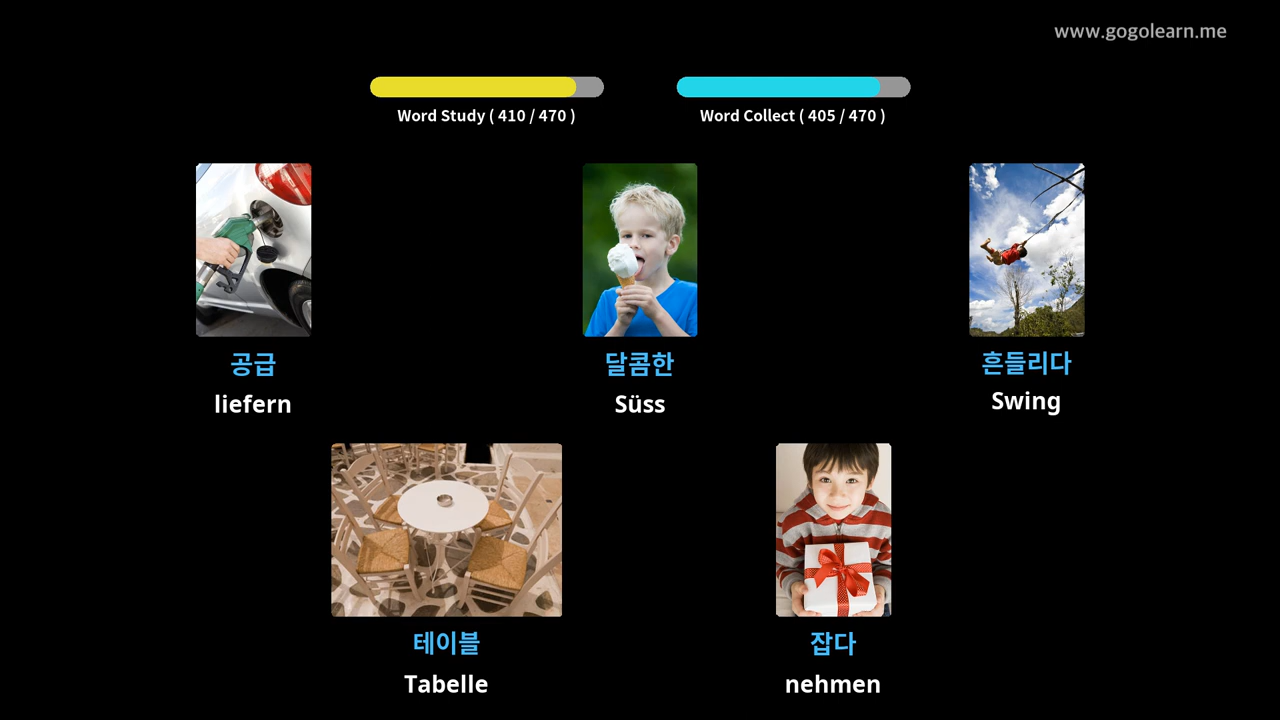 www.gogolearn.me
Word Study ( 410 / 470 )
Word Collect ( 405 / 470 )
공급
liefern
달콤한
Süss
흔들리다
Swing
테이블
Tabelle
잡다
nehmen